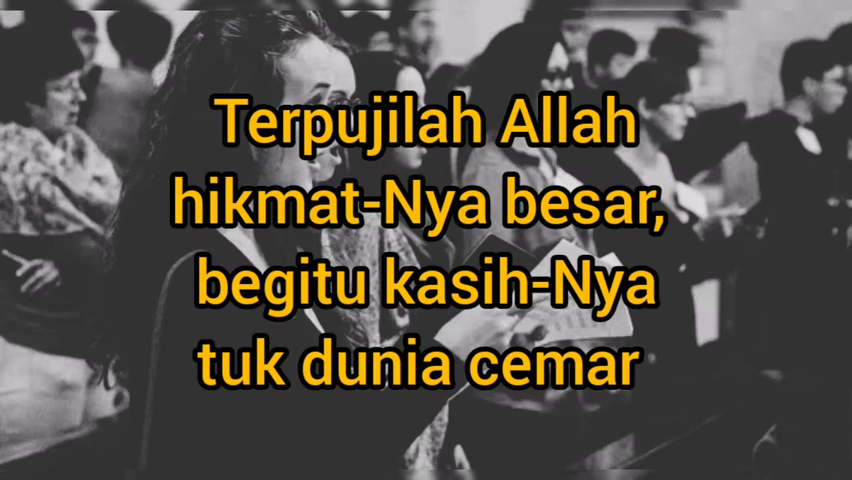 Terpujilah Allah
hikmat-Nya besar,
begitu kasih-Nya
tuk dunia cemar